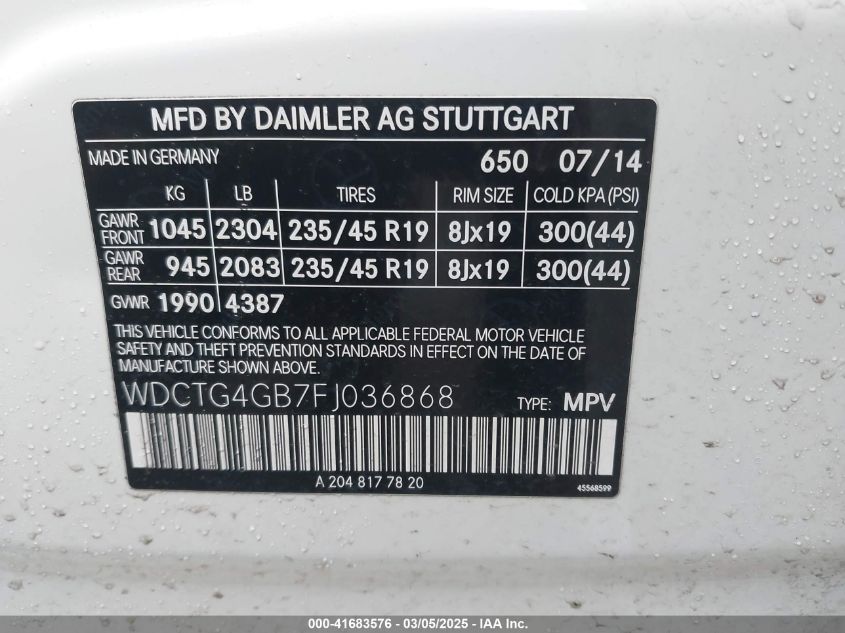 MFD BY DAIMLER AG STUTTGART
MADE IN GERMANY 650 07/14
KG LB TIRES RIM SIZE COLD KPA (PSI)
GAWR FRONT 1045 2304 235/45 R19 8Jx19 300(44)
GAWR REAR 945 2083 235/45 R19 8Jx19 300(44)
GVWR 1990 4387
THIS VEHICLE CONFORMS TO ALL APPLICABLE FEDERAL MOTOR VEHICLE
SAFETY AND THEFT PREVENTION STANDARDS IN EFFECT ON THE DATE OF
MANUFACTURE SHOWN ABOVE.
WDCTG4GB7FJ036868 TYPE: MPV
A 204 817 78 20 45568599
000-41683576 - 03/05/2025 - IAA Inc.